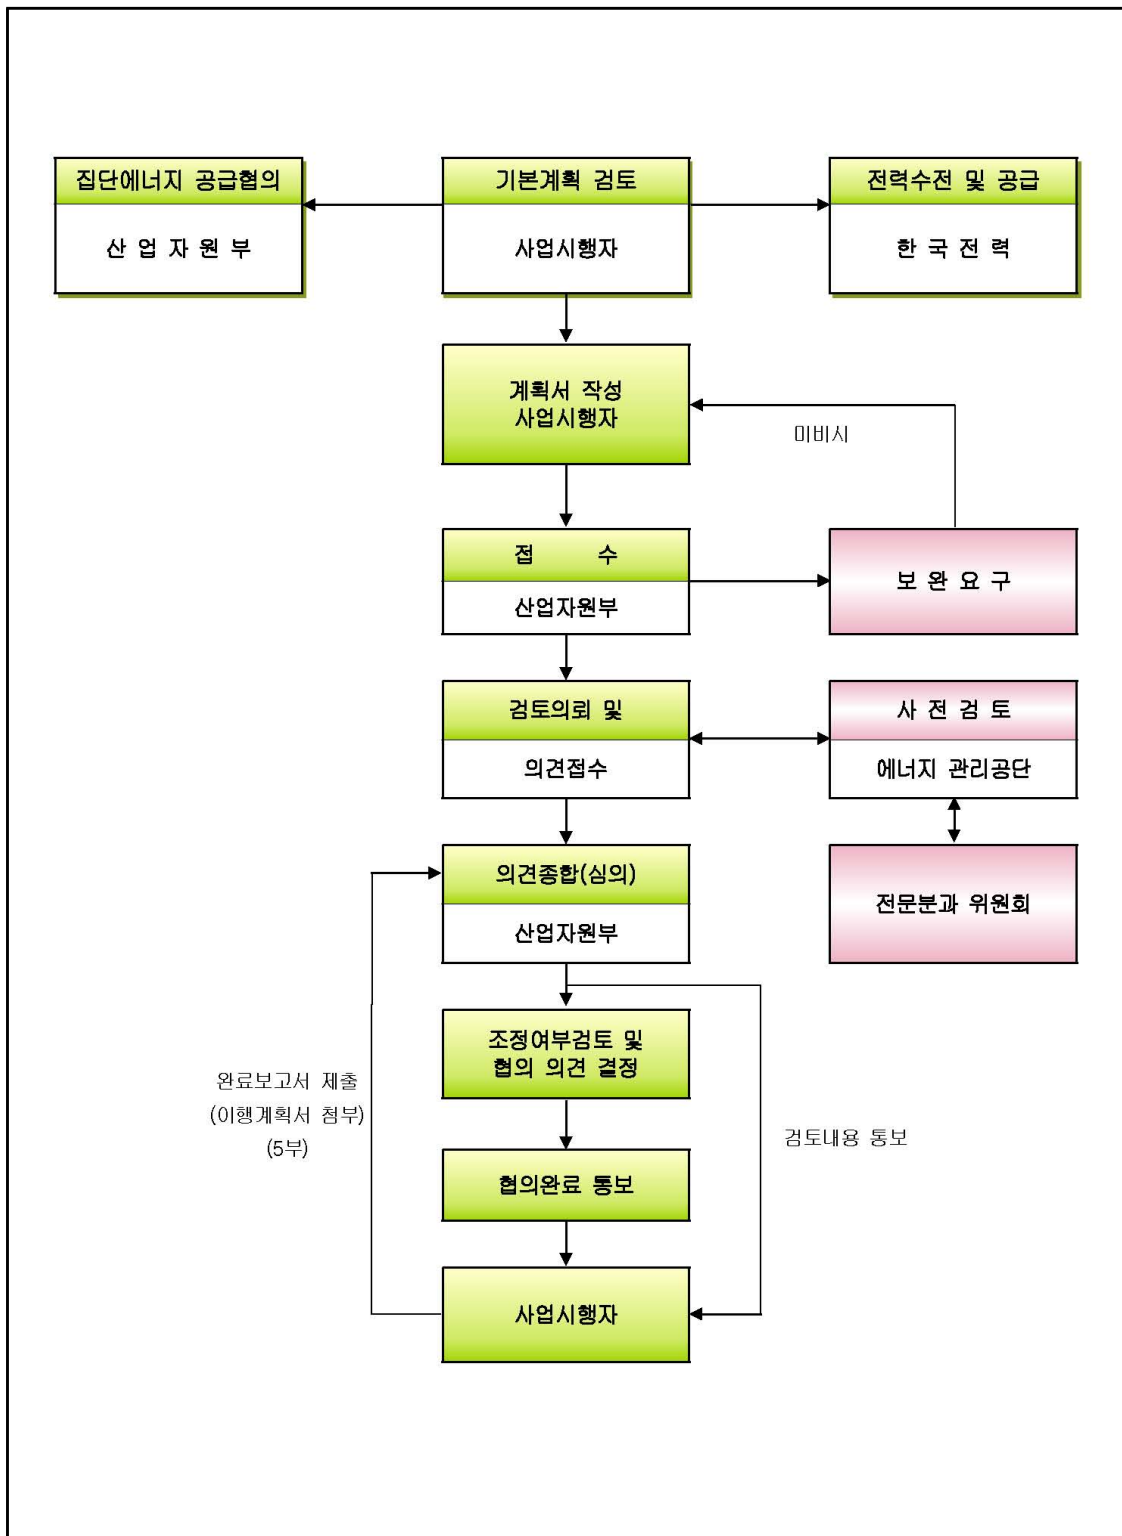 집단에너지 공급협의
산 업 자 원 부
기본계획 검토
사업시행자
전력수전 및 공급
한 국 전 력
계획서 작성
사업시행자
미비시
접 수
산업자원부
보 완 요 구
검토의뢰 및
의견접수
사 전 검 토
에너지 관리공단
의견종합(심의)
산업자원부
전문분과 위원회
조정여부검토 및
협의 의견 결정
완료보고서 제출
(이행계획서 첨부)
(5부)
검토내용 통보
협의완료 통보
사업시행자